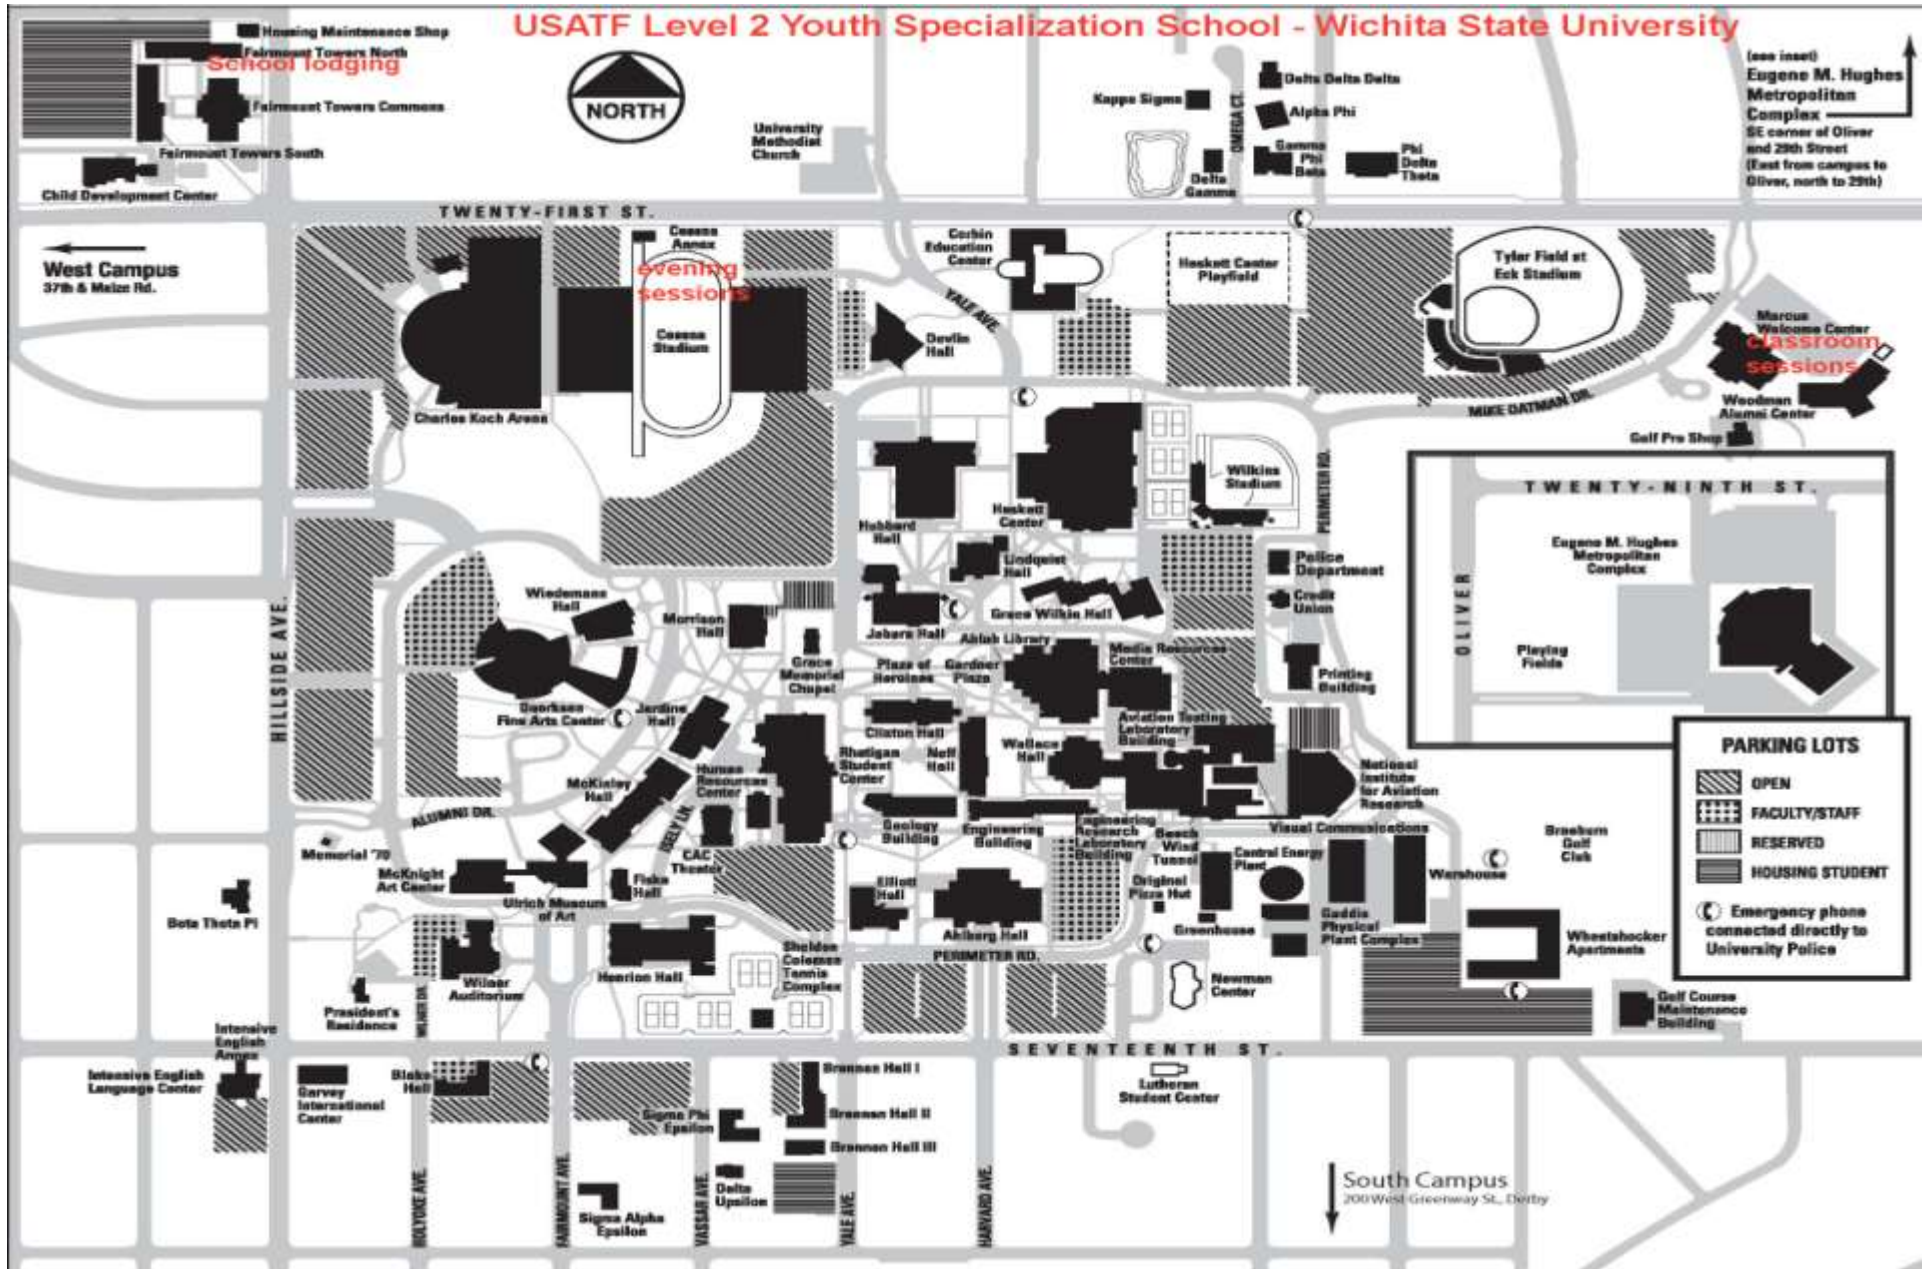 USATF Level 2 Youth Specialization School - Wichita State University
Housing Maintenance Shop
Fairmount Towers North
School lodging
Fairmount Towers Commons
Fairmount Towers South
Child Development Center
NORTH
University
Methodist
Church
Kappa Sigma
OMEGA CT.
Delta Delta Delta
Alpha Phi
Gamma
Phi
Beta
Phi
Delta
Theta
Delta
Gamma
(see inset)
Eugene M. Hughes
Metropolitan
Complex
SE corner of Oliver
and 29th Street
(East from campus to
Oliver, north to 29th)
TWENTY-FIRST ST.
West Campus
37th & Maize Rd.
Cessna
Annex
evening
sessions
Cessna
Stadium
Charles Koch Arena
Corbin
Education
Center
YALE AVE.
Devlin
Hall
Heskett Center
Playfield
Tyler Field at
Eck Stadium
Marcus
Welcome Center
classroom
sessions
Woodman
Alumni Center
MIKE OATMAN DR.
Golf Pro Shop
Hubbard
Hall
Heskett
Center
Wilkins
Stadium
PERIMETER RD.
TWENTY-NINTH ST.
Eugene M. Hughes
Metropolitan
Complex
OLIVER
Playing
Fields
HILLSIDE AVE.
Wiedemann
Hall
Morrison
Hall
Grace
Memorial
Chapel
Lindquist
Hall
Grace Wilkin Hall
Police
Department
Credit
Union
Jabara Hall
Ablah Library
Plaza of
Heroines
Gardner
Plaza
Media Resources
Center
Printing
Building
Duerksen
Fine Arts Center
Jardine
Hall
Clinton Hall
Aviation Testing
Laboratory
Building
Rhatigan
Student
Center
Neff
Hall
Wallace
Hall
McKinley
Hall
Human
Resources
Center
National
Institute
for Aviation
Research
PARKING LOTS
OPEN
FACULTY/STAFF
RESERVED
HOUSING STUDENT
Emergency phone
connected directly to
University Police
ALUMNI DR.
ISELY LN.
Memorial '70
CAC
Theater
Geology
Building
Engineering
Building
Engineering
Research
Laboratory
Building
Beech
Wind
Tunnel
Visual Communications
Central Energy
Plant
Braeburn
Golf
Club
McKnight
Art Center
Fiske
Hall
Ulrich Museum
of Art
Elliott
Hall
Original
Pizza Hut
Warehouse
Beta Theta Pi
Ahlberg Hall
Greenhouse
Gaddis
Physical
Plant Complex
Wheatshocker
Apartments
PERIMETER RD.
Wilner
Auditorium
Henrion Hall
Sheldon
Coleman
Tennis
Complex
Newman
Center
President's
Residence
WILNER DR.
Golf Course
Maintenance
Building
Intensive
English
Annex
SEVENTEENTH ST.
Intensive English
Language Center
Garvey
International
Center
Blake
Hall
Brennan Hall I
Lutheran
Student Center
Sigma Phi
Epsilon
Brennan Hall II
Brennan Hall III
Delta
Upsilon
Sigma Alpha
Epsilon
HOLYOKE AVE.
FAIRMOUNT AVE.
VASSAR AVE.
YALE AVE.
HARVARD AVE.
South Campus
200 West Greenway St., Derby